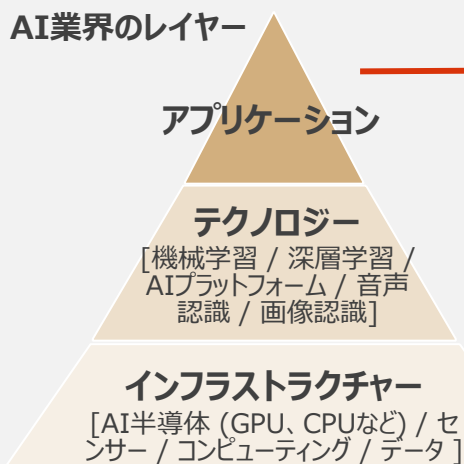 AI業界のレイヤー
アプリケーション
テクノロジー
[機械学習 / 深層学習 /
AIプラットフォーム / 音声
認識 / 画像認識]
インフラストラクチャー
[AI半導体 (GPU、CPUなど) / セ
ンサー / コンピューティング / データ ]